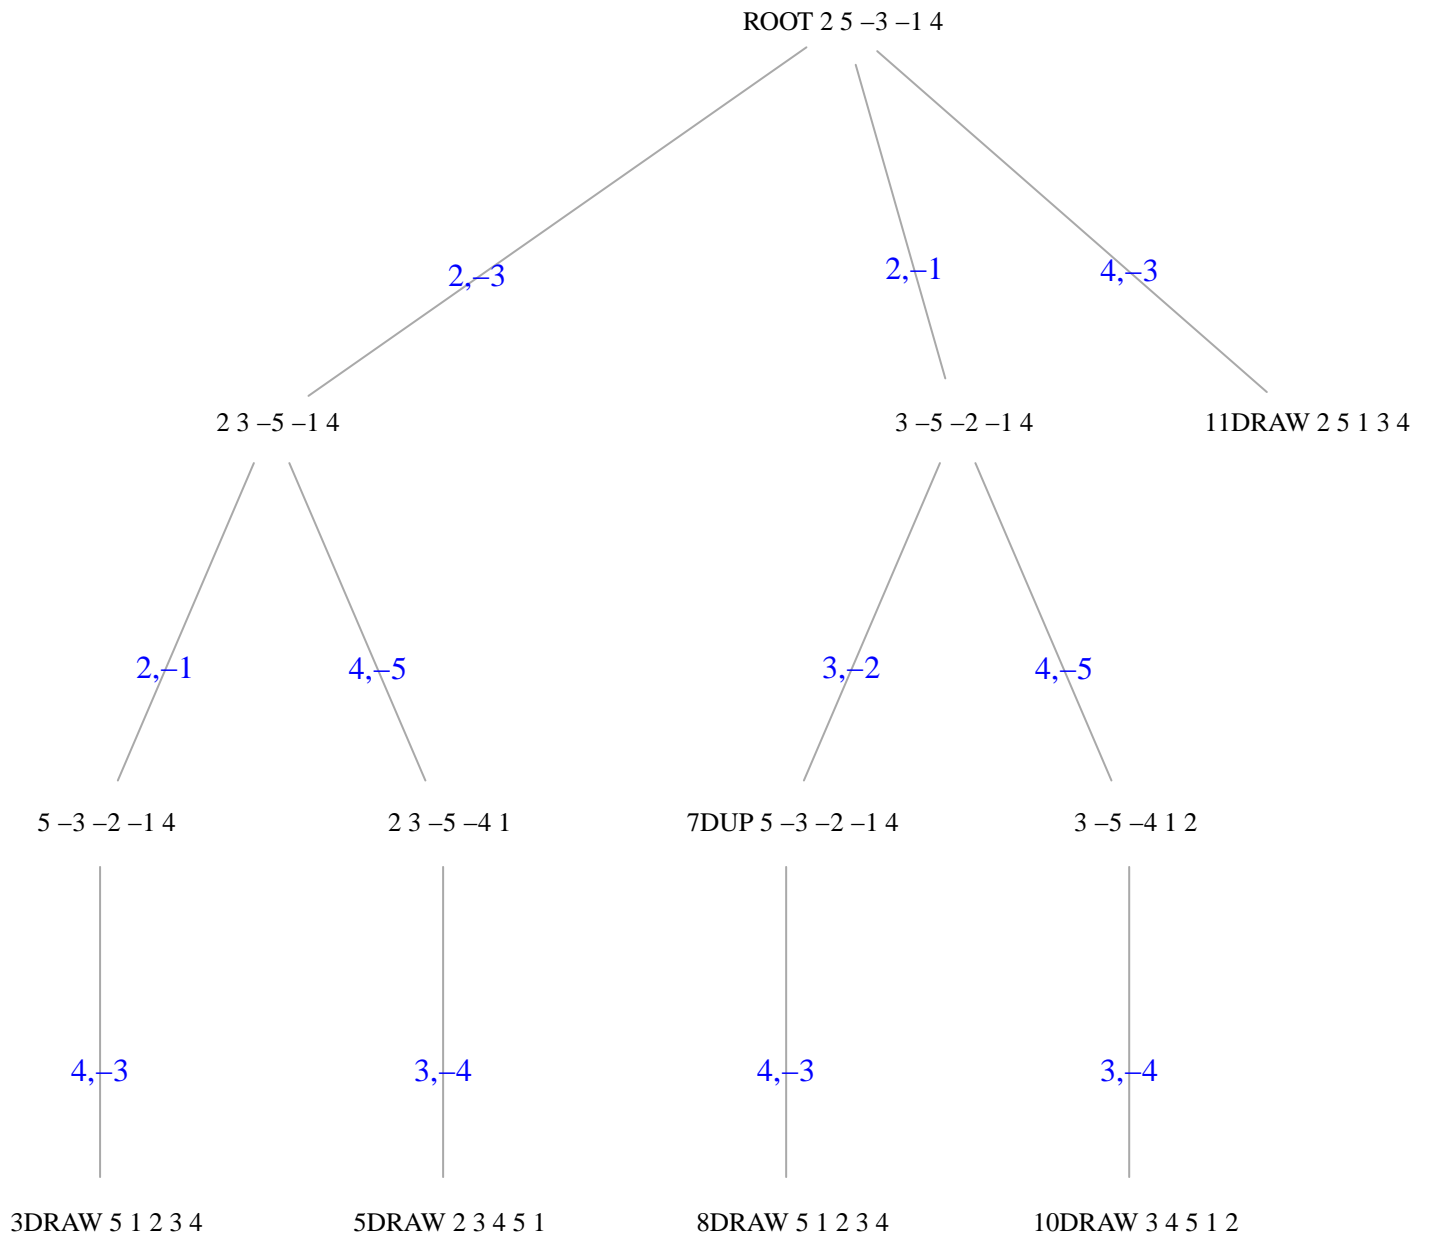 ROOT 2 5 –3 –1 4
2,–3
2,–1
4,–3
2 3 –5 –1 4
3 –5 –2 –1 4
11DRAW 2 5 1 3 4
2,–1
4,–5
3,–2
4,–5
5 –3 –2 –1 4
2 3 –5 –4 1
7DUP 5 –3 –2 –1 4
3 –5 –4 1 2
4,–3
3,–4
4,–3
3,–4
3DRAW 5 1 2 3 4
5DRAW 2 3 4 5 1
8DRAW 5 1 2 3 4
10DRAW 3 4 5 1 2